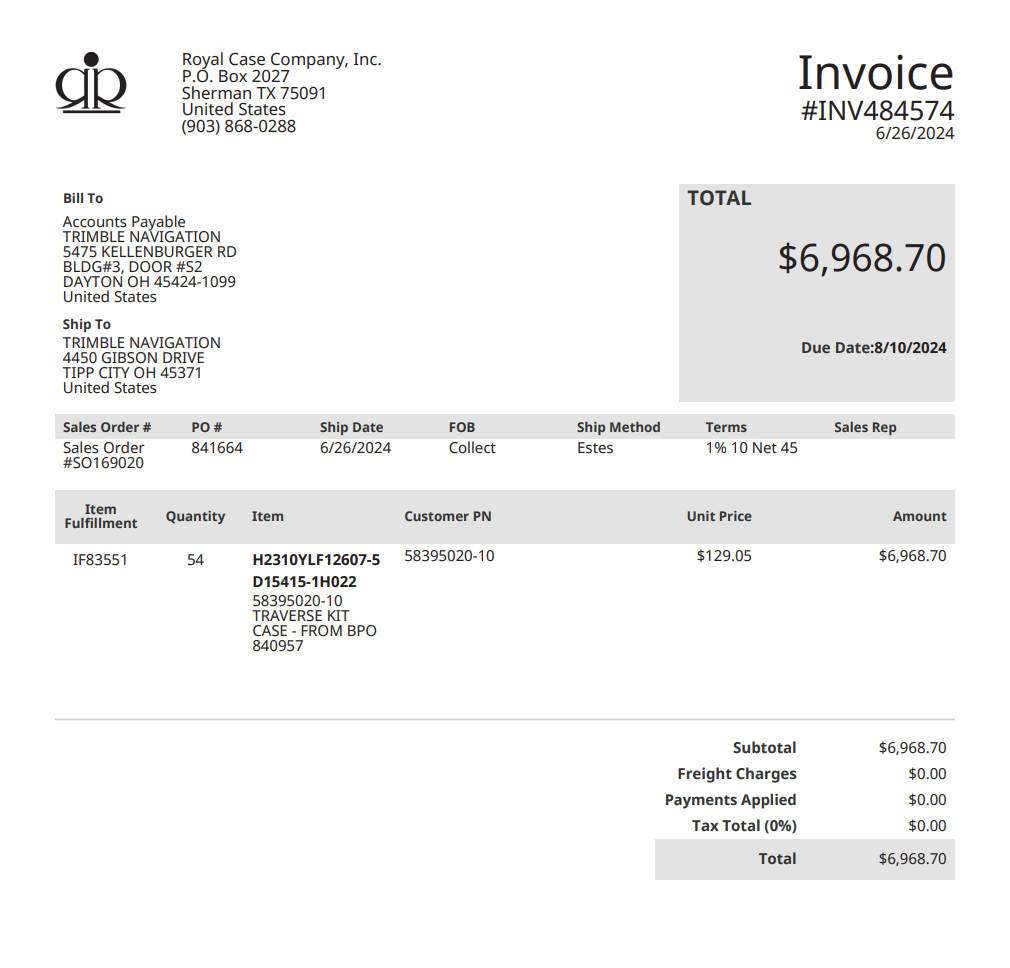 Royal Case Company, Inc.
P.O. Box 2027
Sherman TX 75091
United States
(903) 868-0288
Invoice
#INV484574
6/26/2024
Bill To
Accounts Payable
TRIMBLE NAVIGATION
5475 KELLENBURGER RD
BLDG#3, DOOR #S2
DAYTON OH 45424-1099
United States
Ship To
TRIMBLE NAVIGATION
4450 GIBSON DRIVE
TIPP CITY OH 45371
United States
TOTAL
$6,968.70
Due Date:8/10/2024
Sales Order # PO # Ship Date FOB Ship Method Terms Sales Rep
Sales Order 841664 6/26/2024 Collect Estes 1% 10 Net 45
#SO169020
Item
Fulfillment Quantity Item Customer PN Unit Price Amount
IF83551 54 H2310YLF12607-5 58395020-10 $129.05 $6,968.70
D15415-1H022
58395020-10
TRAVERSE KIT
CASE - FROM BPO
840957
Subtotal $6,968.70
Freight Charges $0.00
Payments Applied $0.00
Tax Total (0%) $0.00
Total $6,968.70